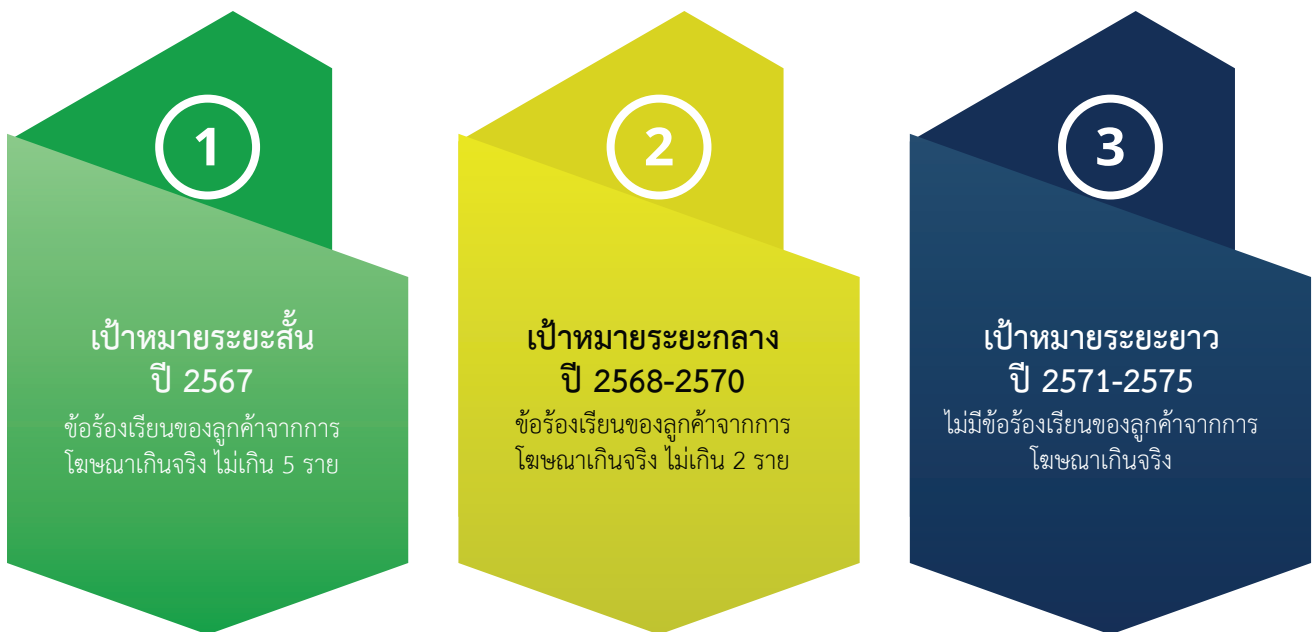 1
เป้าหมายระยะสั้น
ปี 2567
ข้อร้องเรียนของลูกค้าจากการ
โฆษณาเกินจริง ไม่เกิน 5 ราย
2
เป้าหมายระยะกลาง
ปี 2568-2570
ข้อร้องเรียนของลูกค้าจากการ
โฆษณาเกินจริง ไม่เกิน 2 ราย
3
เป้าหมายระยะยาว
ปี 2571-2575
ไม่มีข้อร้องเรียนของลูกค้าจากการ
โฆษณาเกินจริง